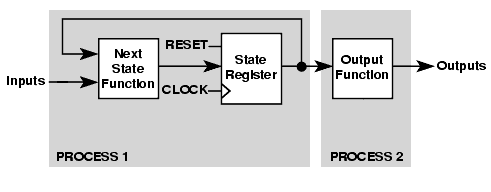 Inputs
Next
State
Function
RESET
CLOCK
State
Register
Output
Function
Outputs
PROCESS 1
PROCESS 2